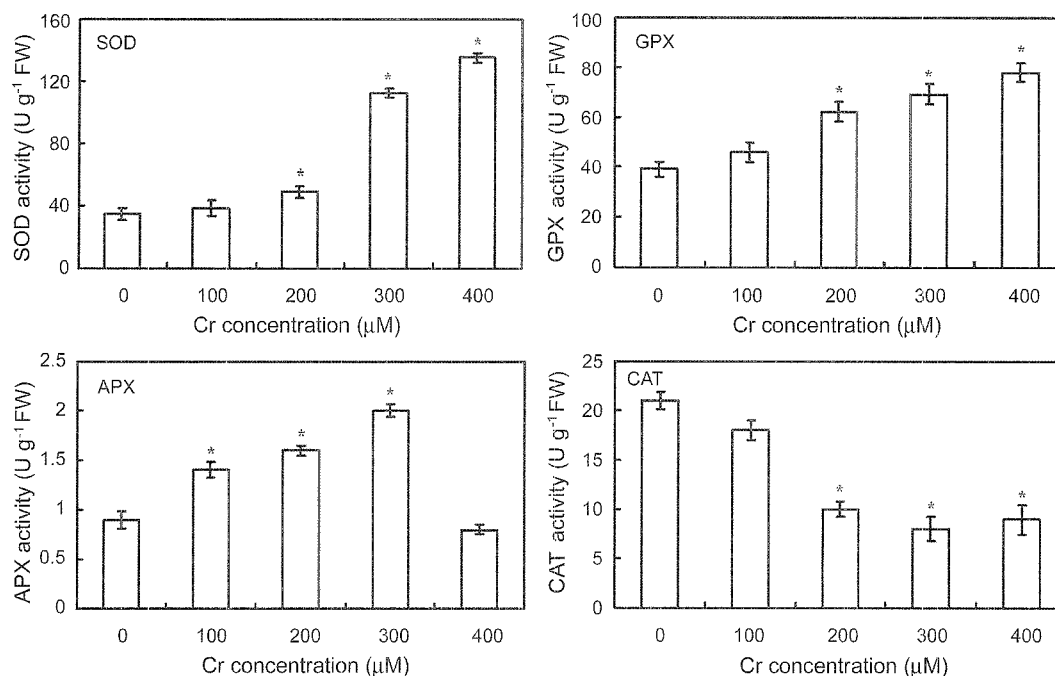 SOD
SOD activity (U g⁻¹ FW)
160
120
80
40
0
*
*
*
0 100 200 300 400
Cr concentration (µM)
GPX
GPX activity (U g⁻¹ FW)
100
80
60
40
20
0
*
*
*
0 100 200 300 400
Cr concentration (µM)
APX
APX activity (U g⁻¹ FW)
2.5
2
1.5
1
0.5
0
*
*
*
0 100 200 300 400
Cr concentration (µM)
CAT
CAT activity (U g⁻¹ FW)
25
20
15
10
5
0
*
*
*
0 100 200 300 400
Cr concentration (µM)